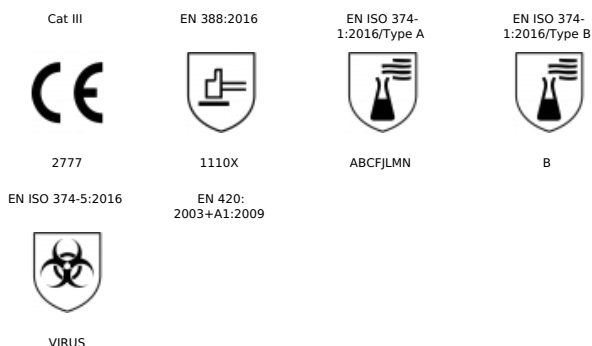 Cat III
EN 388:2016
EN ISO 374-
1:2016/Type A
EN ISO 374-
1:2016/Type B
CE
2777
1110X
ABCFJLMN
B
EN ISO 374-5:2016
EN 420:
2003+A1:2009
VIRUS